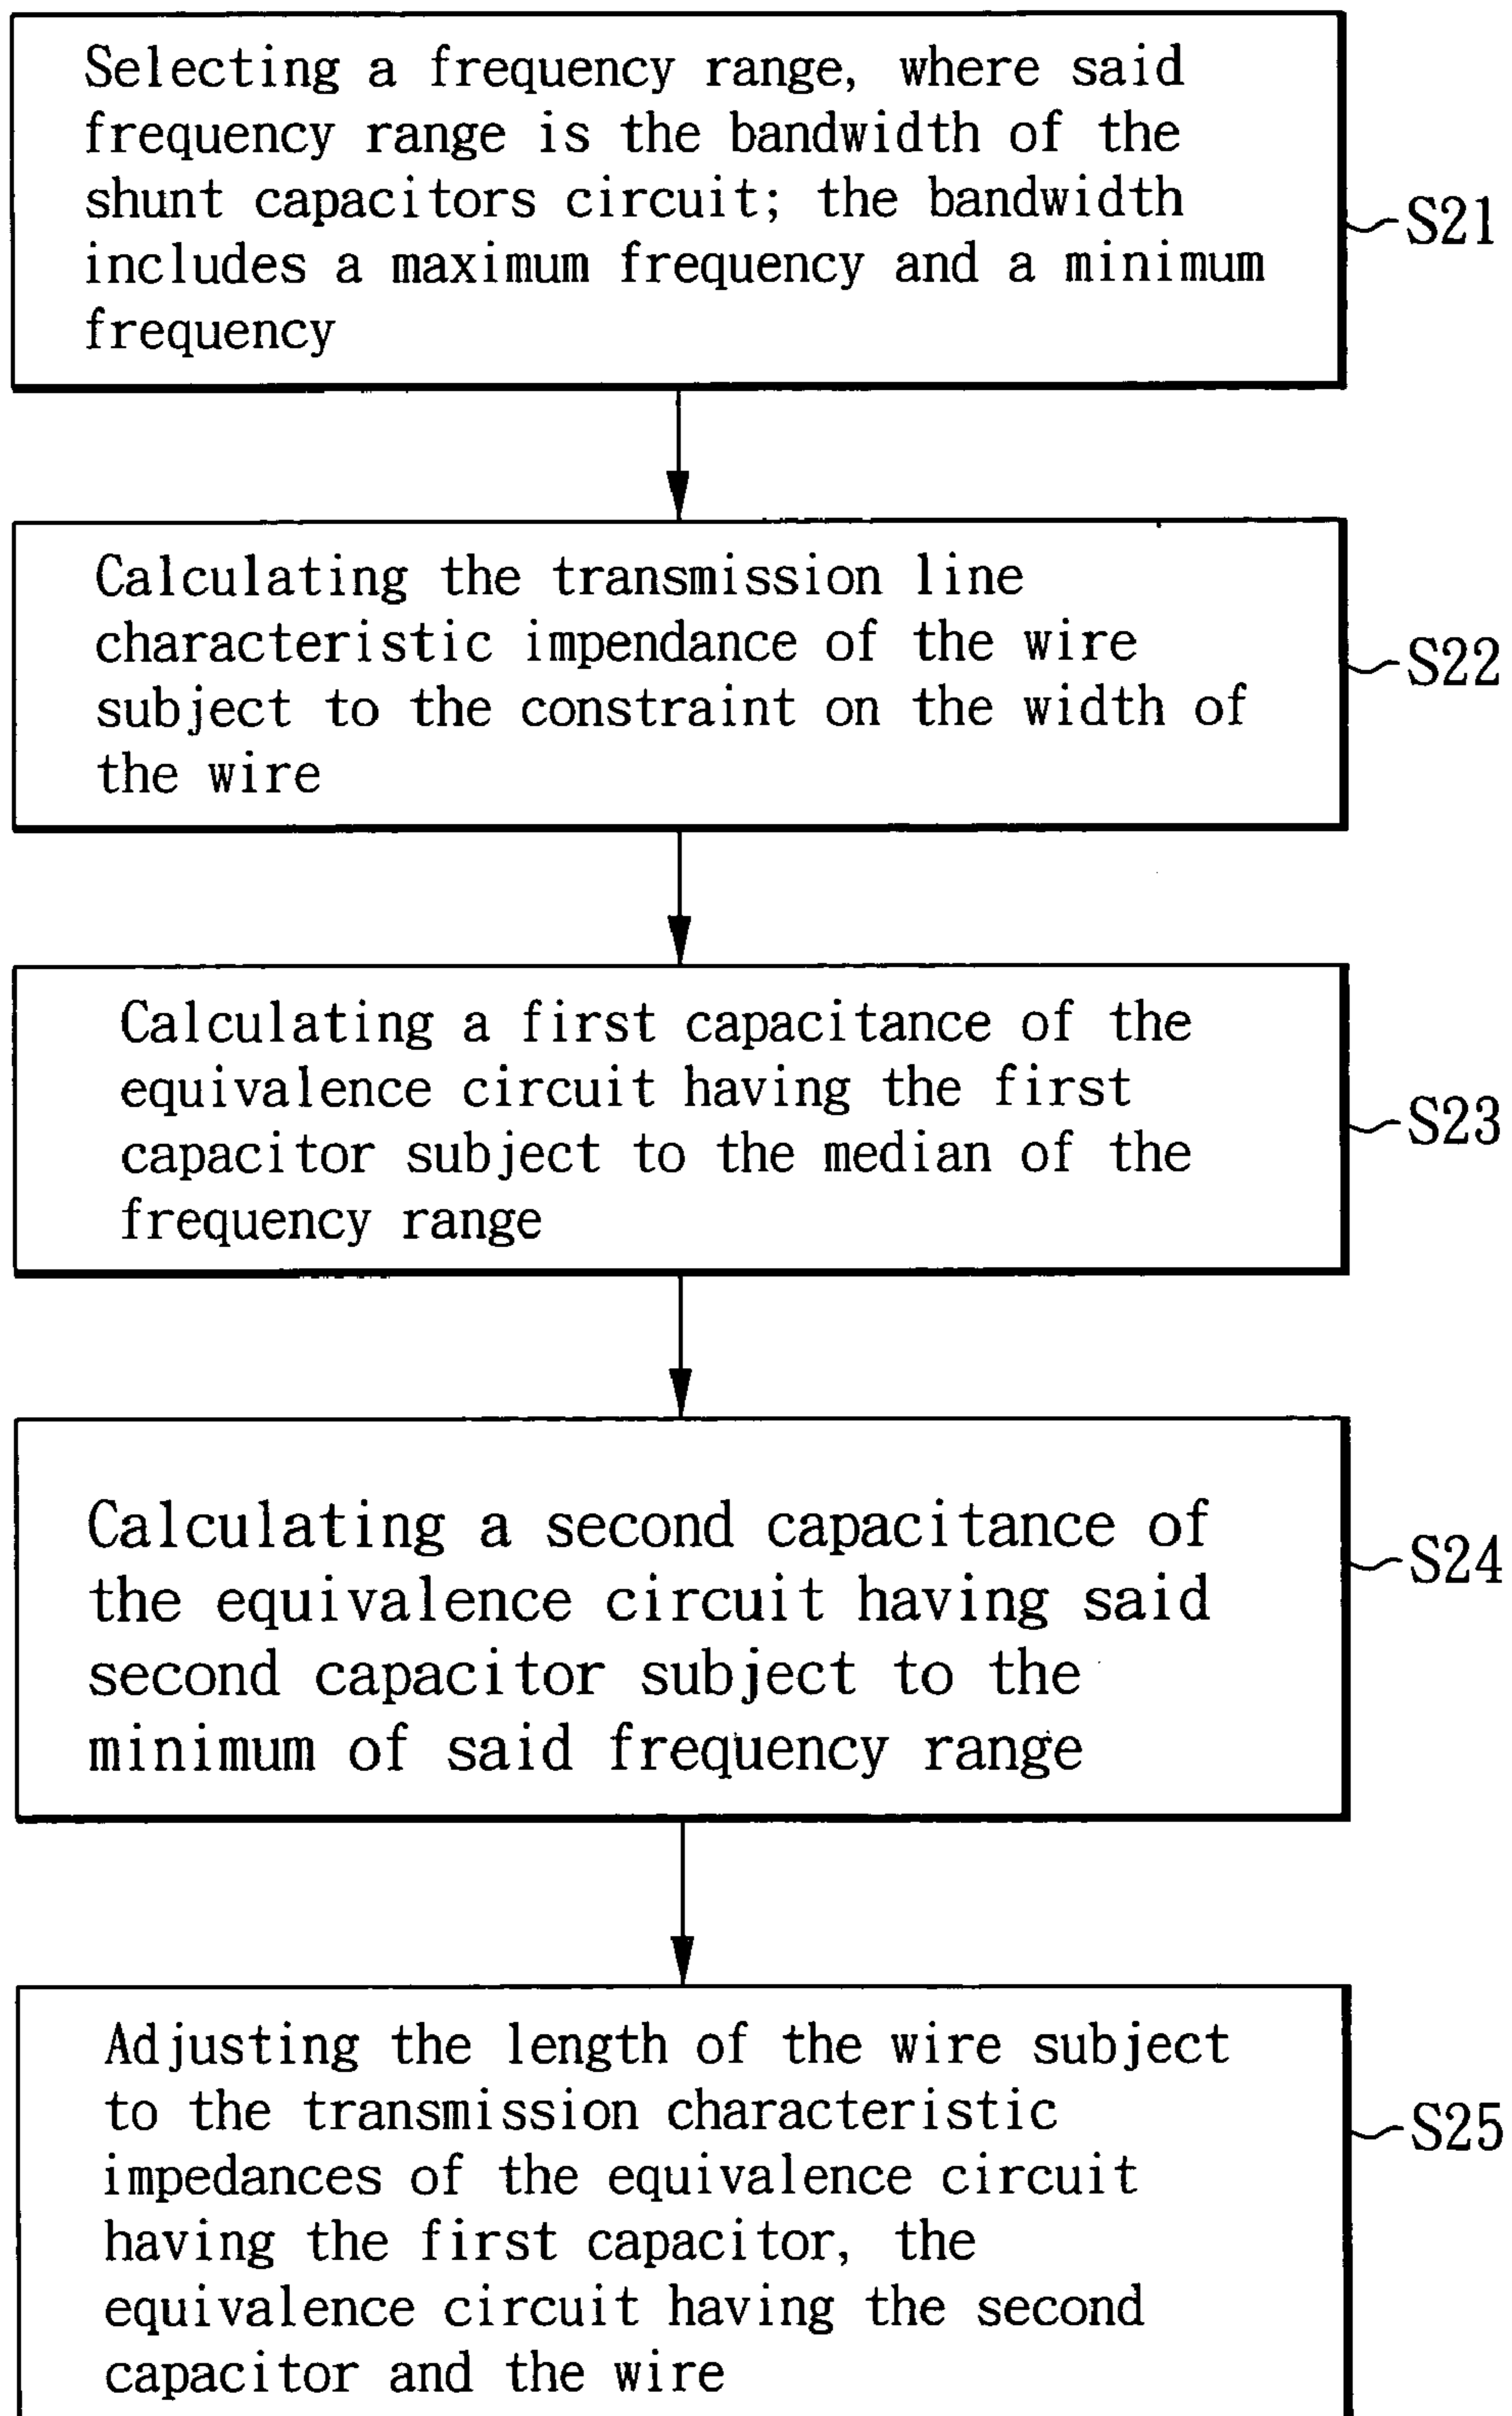 Selecting a frequency range, where said
frequency range is the bandwidth of the
shunt capacitors circuit; the bandwidth
includes a maximum frequency and a minimum
frequency
S21
Calculating the transmission line
characteristic impendance of the wire
subject to the constraint on the width of
the wire
S22
Calculating a first capacitance of the
equivalence circuit having the first
capacitor subject to the median of the
frequency range
S23
Calculating a second capacitance of
the equivalence circuit having said
second capacitor subject to the
minimum of said frequency range
S24
Adjusting the length of the wire subject
to the transmission characteristic
impedances of the equivalence circuit
having the first capacitor, the
equivalence circuit having the second
capacitor and the wire
S25